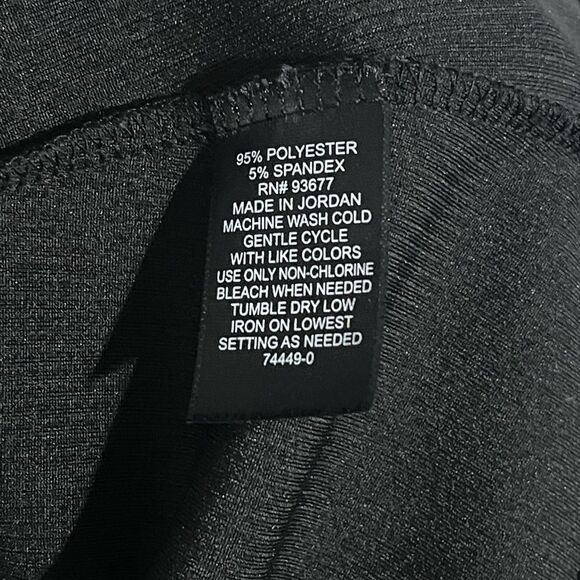 95% POLYESTER
5% SPANDEX
RN# 93677
MADE IN JORDAN
MACHINE WASH COLD
GENTLE CYCLE
WITH LIKE COLORS
USE ONLY NON-CHLORINE
BLEACH WHEN NEEDED
TUMBLE DRY LOW
IRON ON LOWEST
SETTING AS NEEDED
74449-0